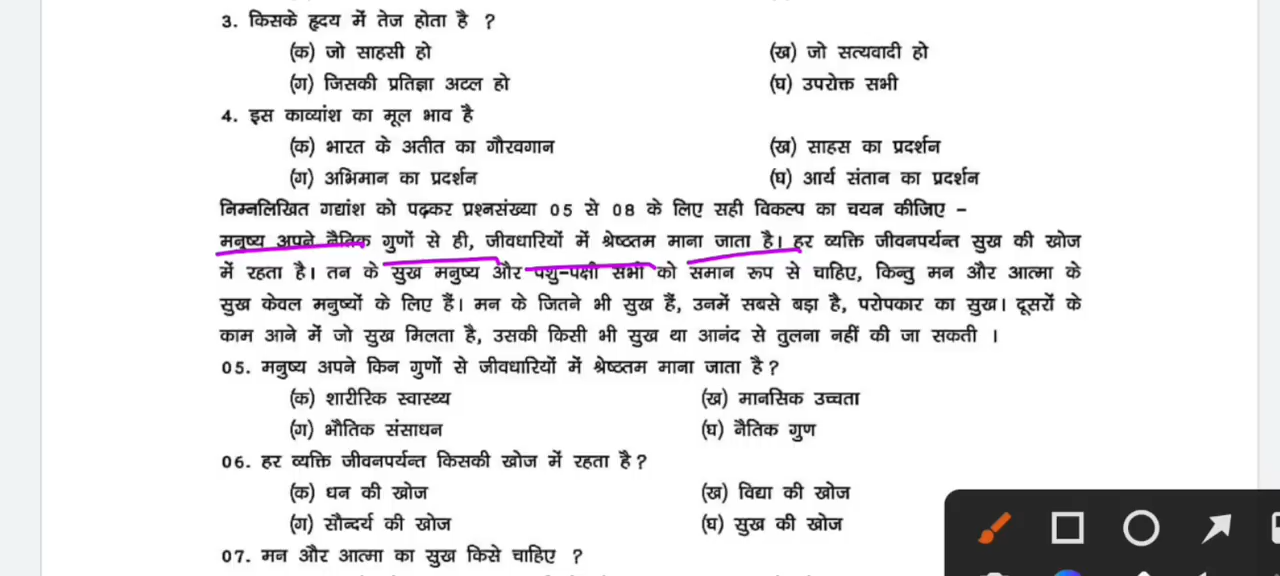 3. किसके हृदय में तेज होता है ?
(क) जो साहसी हो (ख) जो सत्यवादी हो
(ग) जिसकी प्रतिज्ञा अटल हो (घ) उपरोक्त सभी
4. इस काव्यांश का मूल भाव है
(क) भारत के अतीत का गौरवगान (ख) साहस का प्रदर्शन
(ग) अभिमान का प्रदर्शन (घ) आर्य संतान का प्रदर्शन
निम्नलिखित गद्यांश को पढ़कर प्रश्नसंख्या 05 से 08 के लिए सही विकल्प का चयन कीजिए –
मनुष्य अपने नैतिक गुणों से ही, जीवधारियों में श्रेष्ठतम माना जाता है। हर व्यक्ति जीवनपर्यन्त सुख की खोज
में रहता है। तन के सुख मनुष्य और पशु-पक्षी सभी को समान रूप से चाहिए, किन्तु मन और आत्मा के
सुख केवल मनुष्यों के लिए हैं। मन के जितने भी सुख हैं, उनमें सबसे बड़ा है, परोपकार का सुख। दूसरों के
काम आने में जो सुख मिलता है, उसकी किसी भी सुख था आनंद से तुलना नहीं की जा सकती ।
05. मनुष्य अपने किन गुणों से जीवधारियों में श्रेष्ठतम माना जाता है?
(क) शारीरिक स्वास्थ्य (ख) मानसिक उच्चता
(ग) भौतिक संसाधन (घ) नैतिक गुण
06. हर व्यक्ति जीवनपर्यन्त किसकी खोज में रहता है?
(क) धन की खोज (ख) विद्या की खोज
(ग) सौन्दर्य की खोज (घ) सुख की खोज
07. मन और आत्मा का सुख किसे चाहिए ?